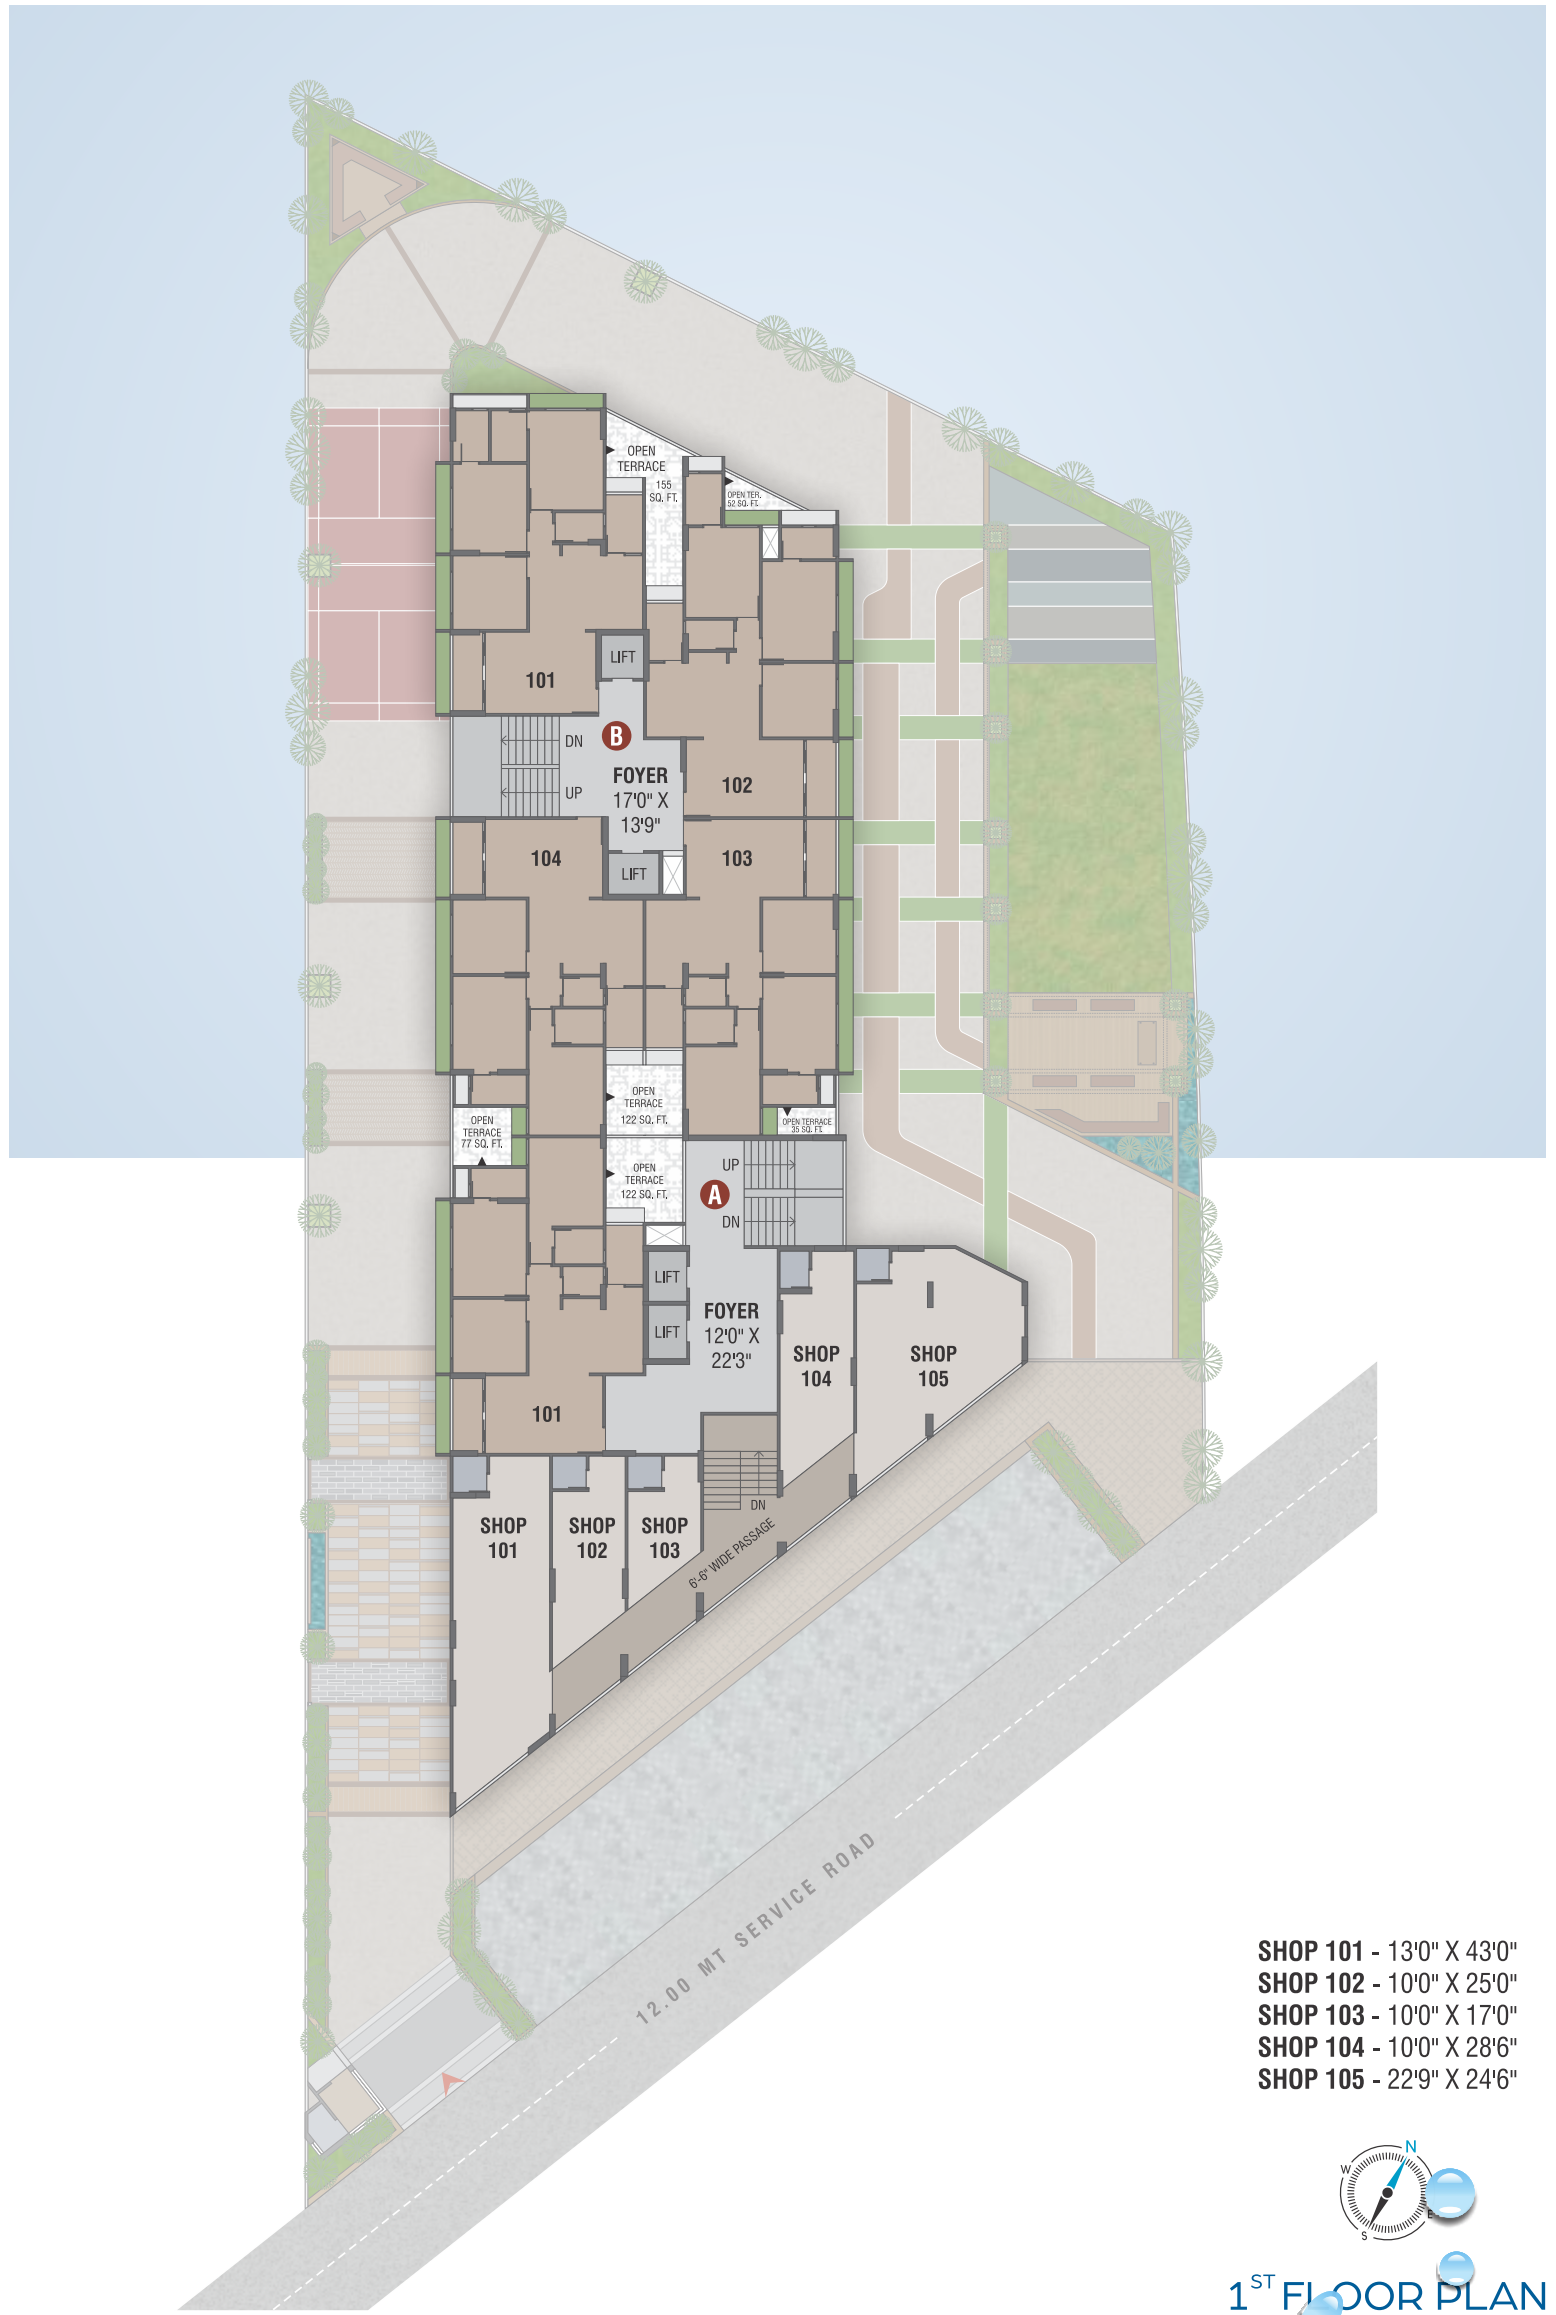 OPEN
TERRACE
155
SQ. FT.
OPEN TER.
52 SQ. FT.
LIFT
101
B
DN
UP
FOYER
17'0" X
13'9"
102
104
103
LIFT
OPEN
TERRACE
122 SQ. FT.
OPEN
TERRACE
77 SQ. FT.
OPEN TERRACE
35 SQ. FT.
OPEN
TERRACE
122 SQ. FT.
UP
A
DN
LIFT
LIFT
FOYER
12'0" X
22'3"
SHOP
104
SHOP
105
101
SHOP
101
SHOP
102
SHOP
103
DN
6'-6" WIDE PASSAGE
12.00 MT SERVICE ROAD
SHOP 101 - 13'0" X 43'0"
SHOP 102 - 10'0" X 25'0"
SHOP 103 - 10'0" X 17'0"
SHOP 104 - 10'0" X 28'6"
SHOP 105 - 22'9" X 24'6"
N
W
E
S
1ST FLOOR PLAN